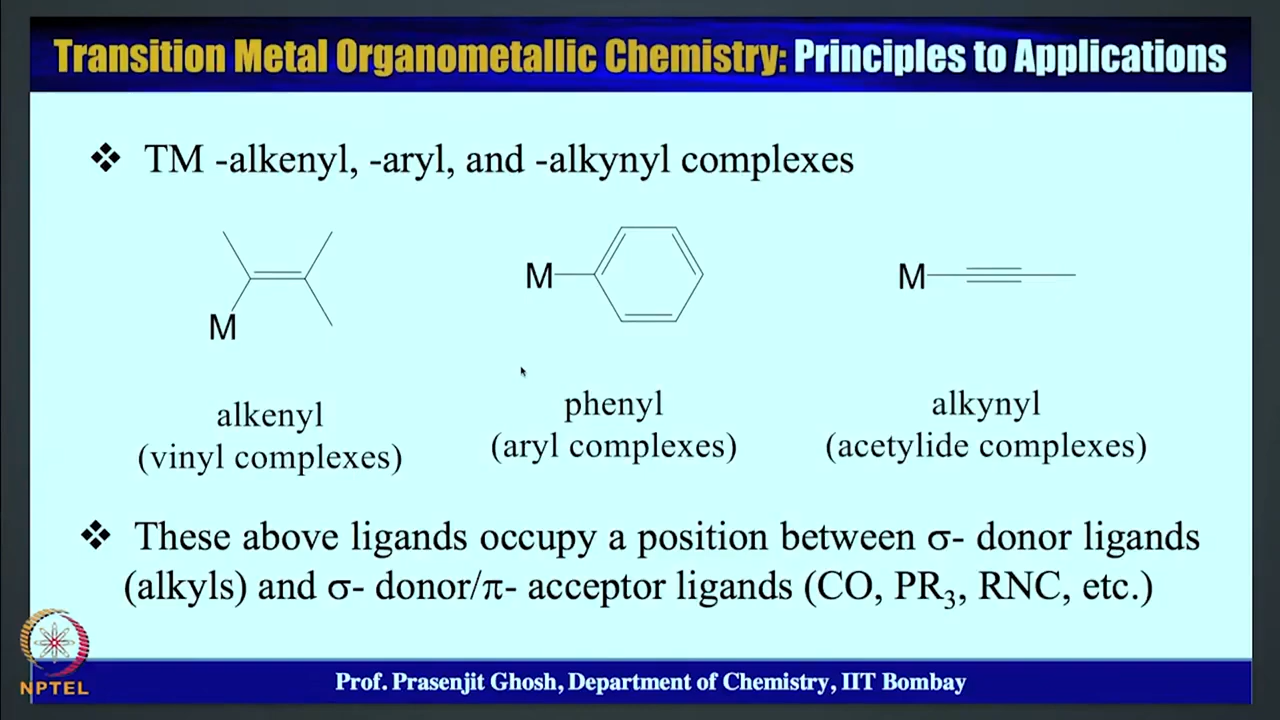 Transition Metal Organometallic Chemistry: Principles to Applications
❖ TM -alkenyl, -aryl, and -alkynyl complexes
M
M
M
alkenyl
(vinyl complexes)
phenyl
(aryl complexes)
alkynyl
(acetylide complexes)
❖ These above ligands occupy a position between σ- donor ligands
(alkyls) and σ- donor/π- acceptor ligands (CO, PR₃, RNC, etc.)
NPTEL
Prof. Prasenjit Ghosh, Department of Chemistry, IIT Bombay